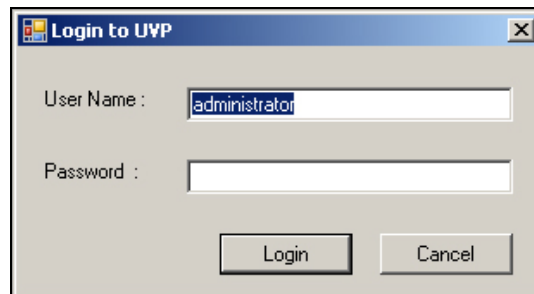 Login to UVP
User Name :
administrator
Password :
Login
Cancel